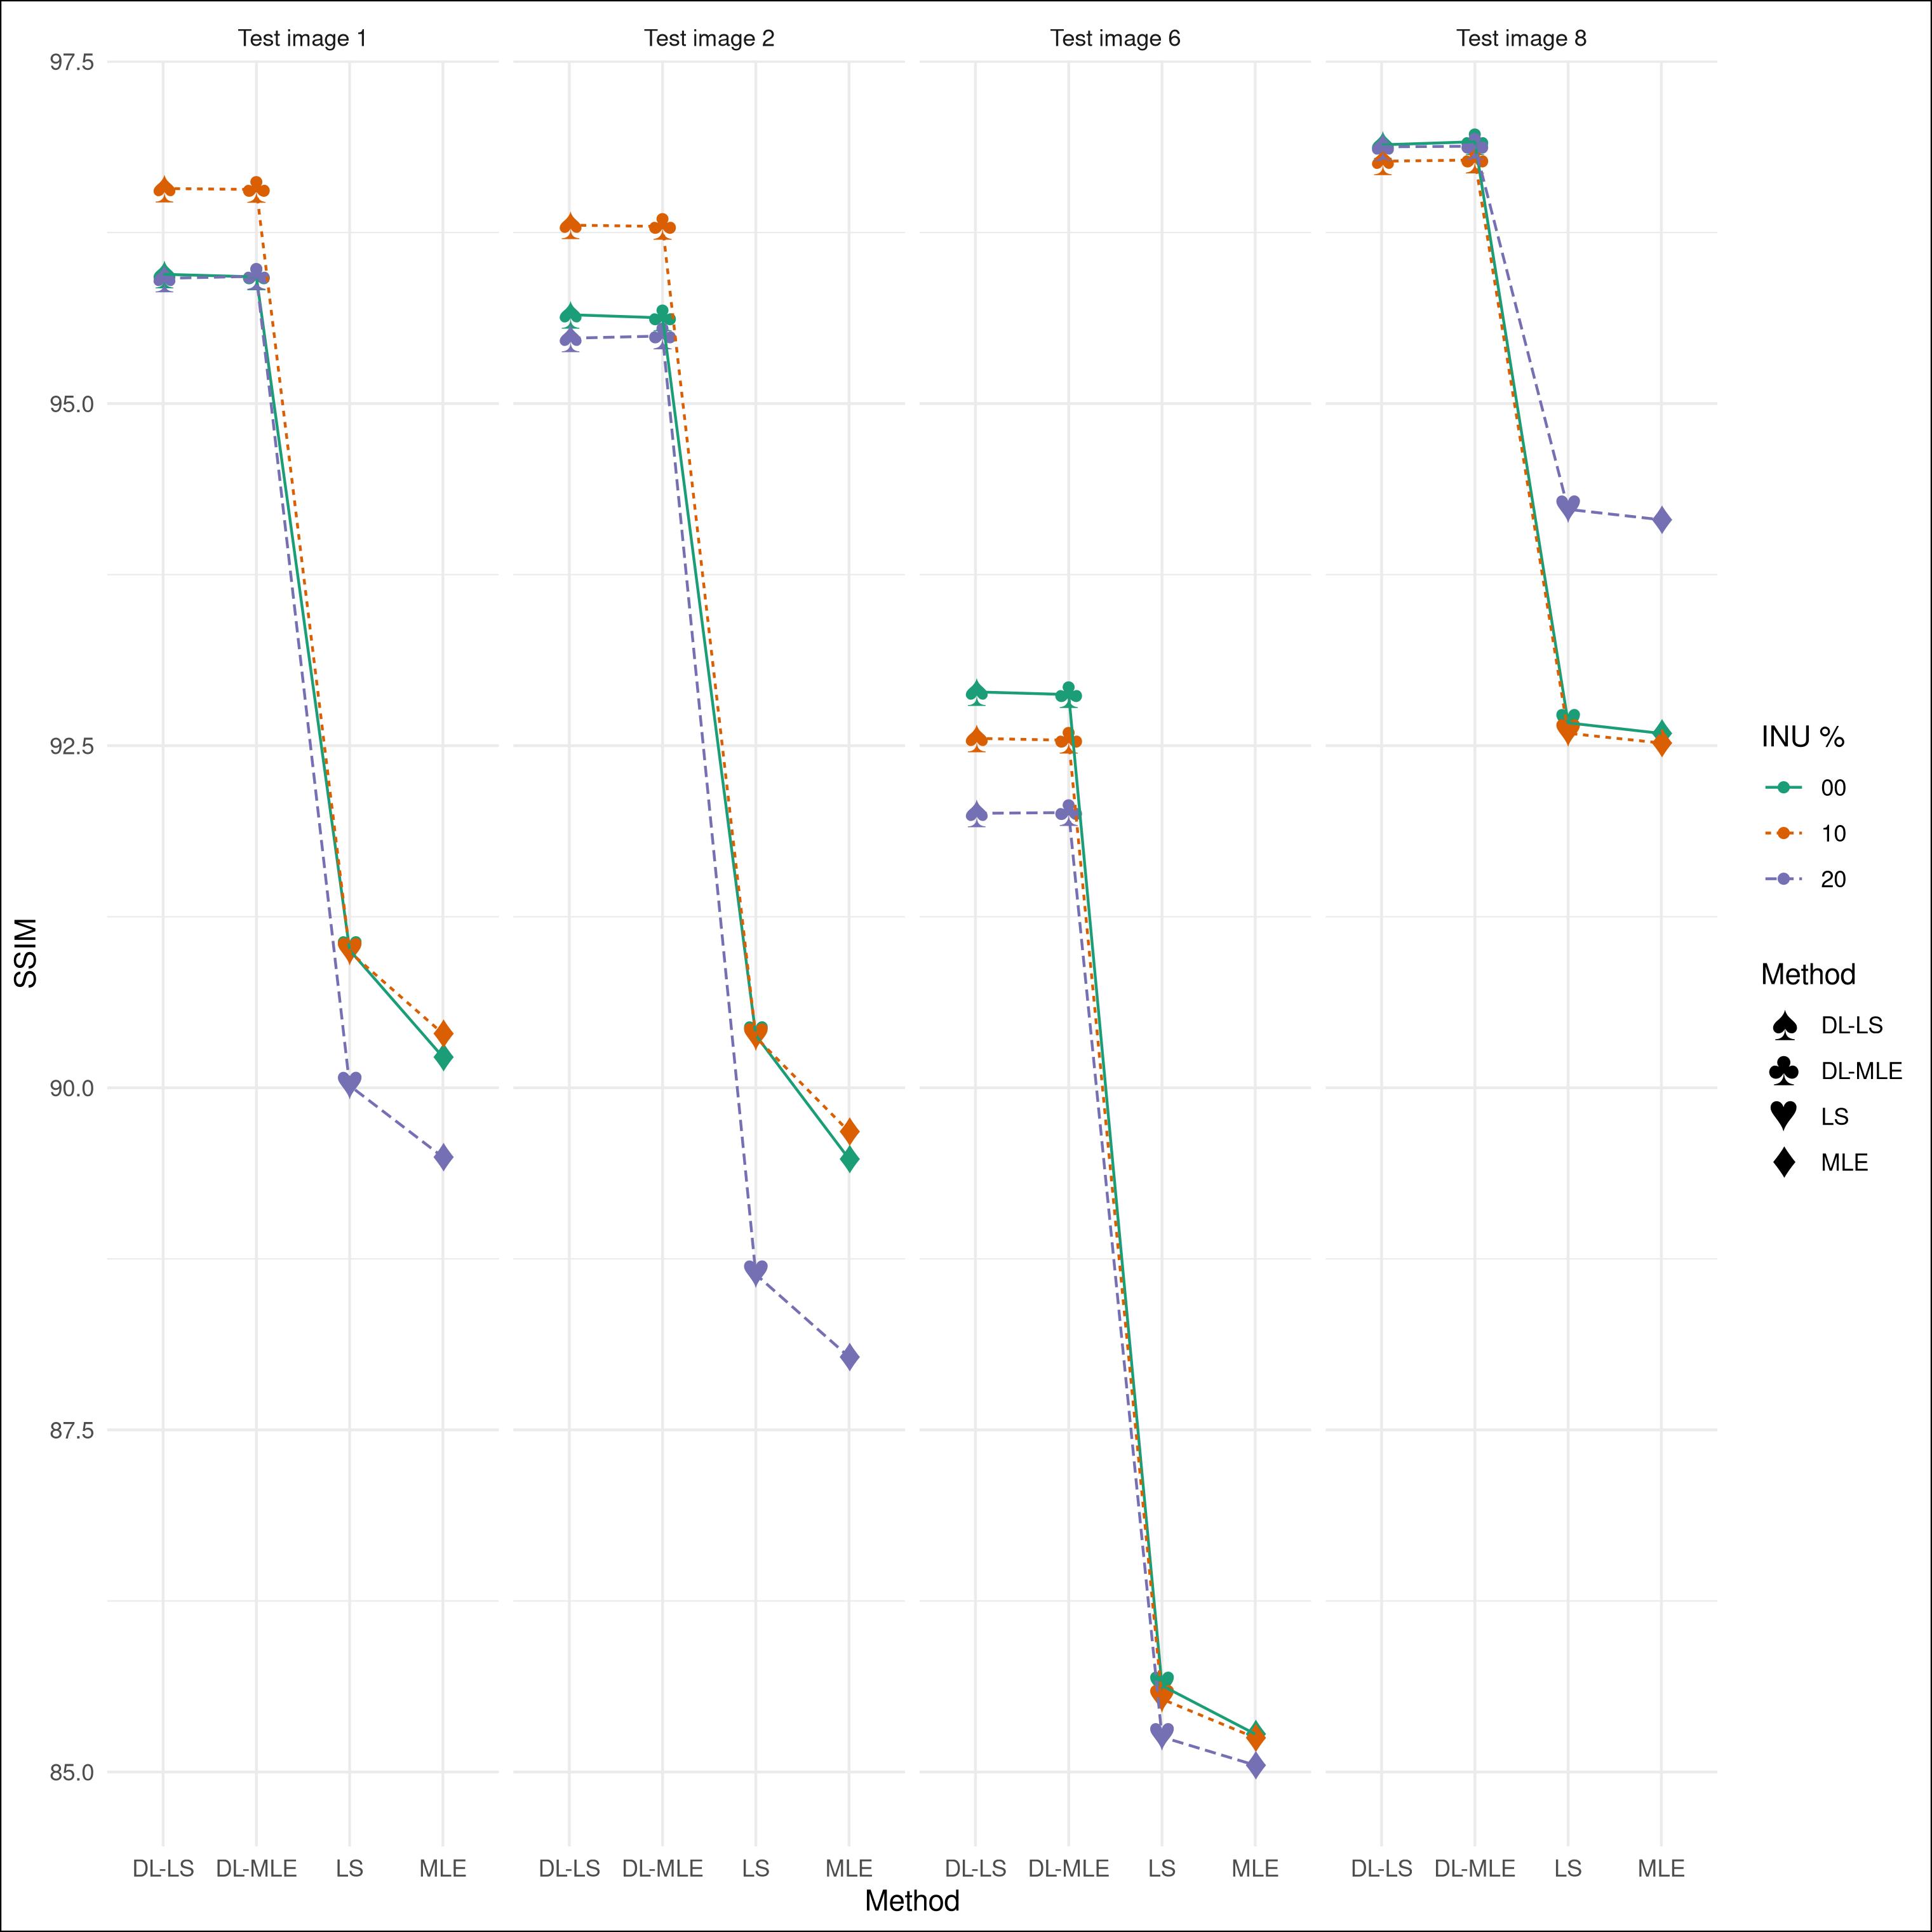 Test image 1
Test image 2
Test image 6
Test image 8
97.5
95.0
92.5
90.0
87.5
85.0
SSIM
DL-LS DL-MLE LS MLE
DL-LS DL-MLE LS MLE
DL-LS DL-MLE LS MLE
DL-LS DL-MLE LS MLE
Method
INU %
00
10
20
Method
DL-LS
DL-MLE
LS
MLE